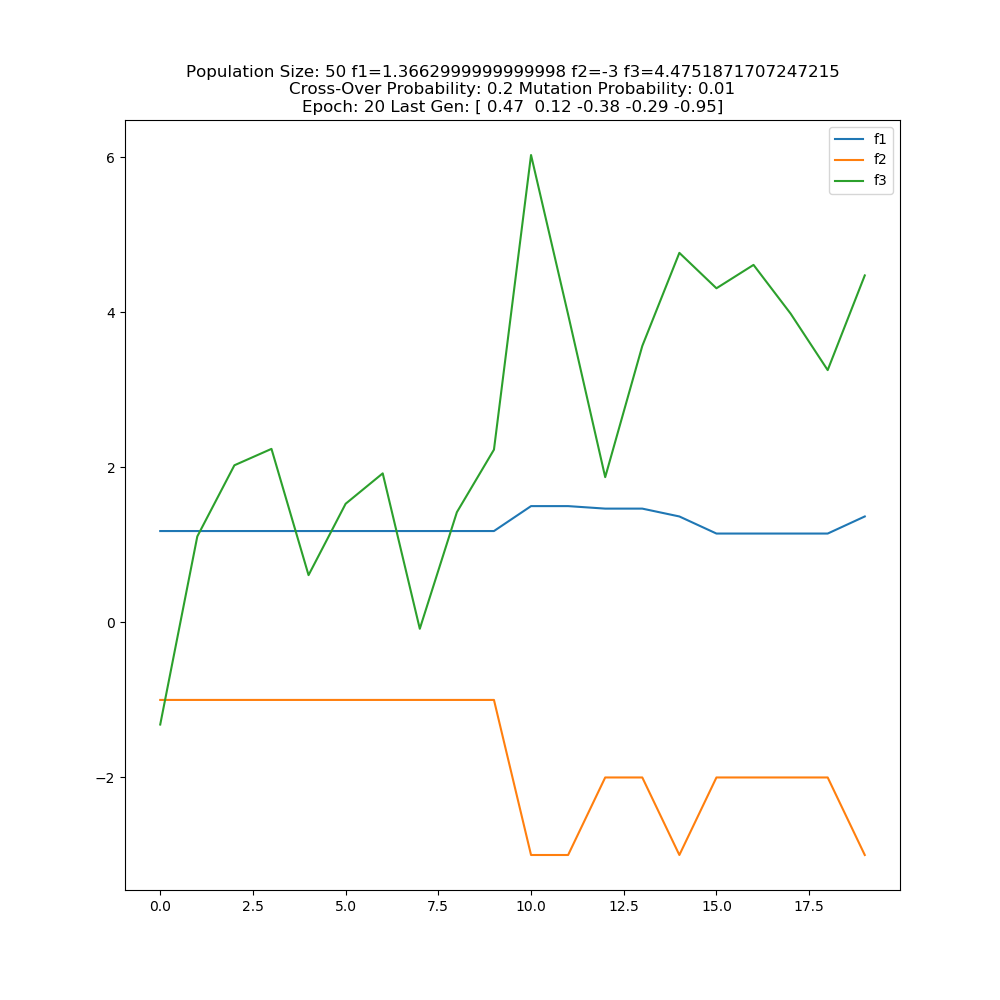 Population Size: 50 f1=1.3662999999999998 f2=-3 f3=4.4751871707247215
Cross-Over Probability: 0.2 Mutation Probability: 0.01
Epoch: 20 Last Gen: [ 0.47  0.12 -0.38 -0.29 -0.95]
f1
f2
f3
6
4
2
0
−2
0.0 2.5 5.0 7.5 10.0 12.5 15.0 17.5